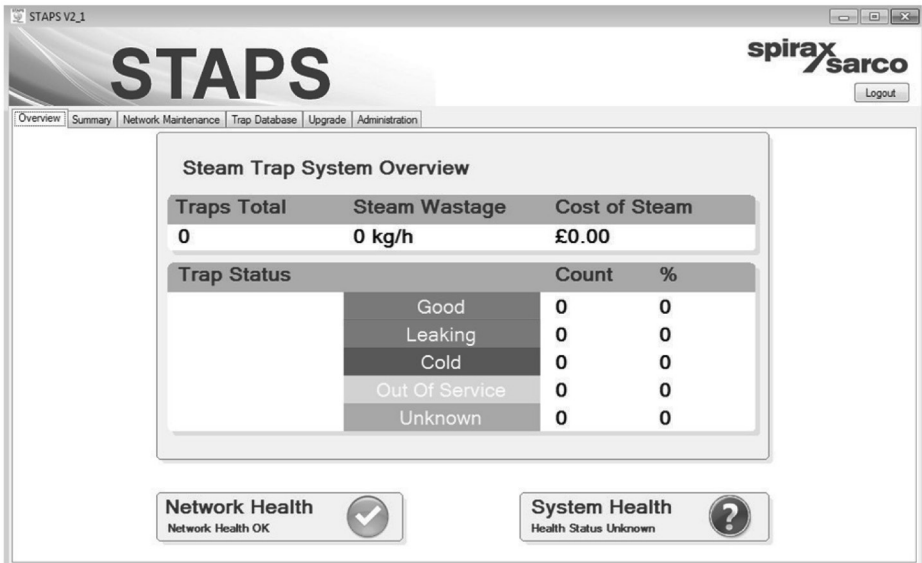 STAPS V2_1
STAPS
spirax
sarco
Logout
Overview Summary Network Maintenance Trap Database Upgrade Administration
Steam Trap System Overview
Traps Total Steam Wastage Cost of Steam
0 0 kg/h £0.00
Trap Status Count %
Good 0 0
Leaking 0 0
Cold 0 0
Out Of Service 0 0
Unknown 0 0
Network Health
Network Health OK
System Health
Health Status Unknown
?